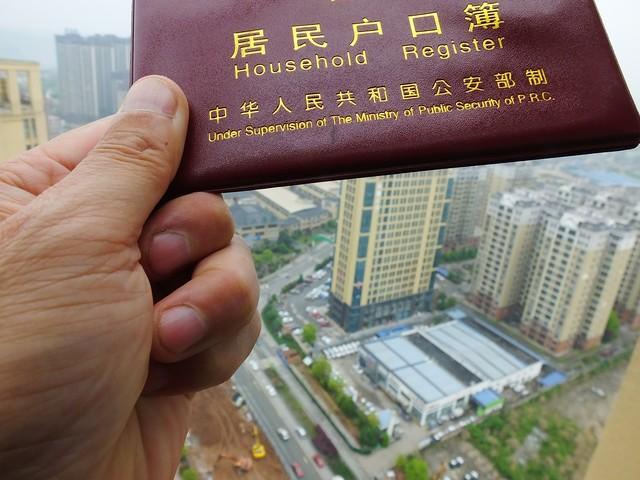 居民户口簿
Household Register
中华人民共和国公安部制
Under Supervision of The Ministry of Public Security of P.R.C.